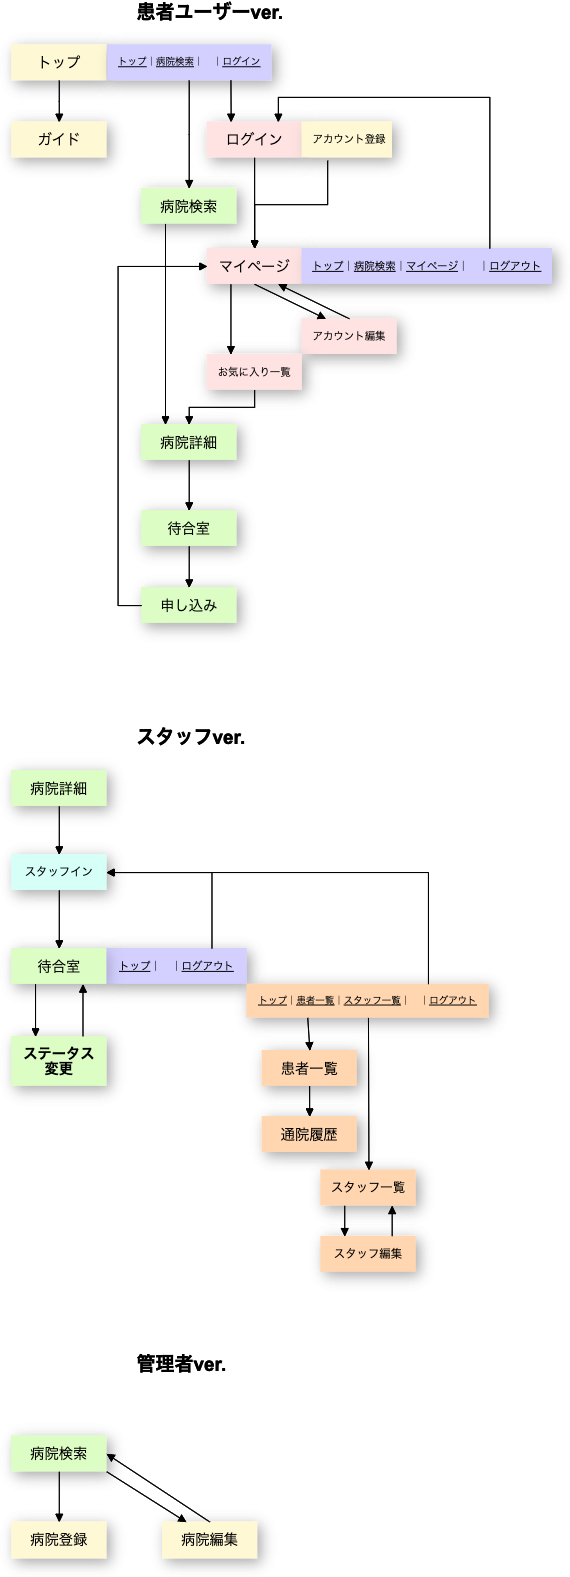 患者ユーザーver.
トップ
トップ | 病院検索 |　| ログイン
ガイド
ログイン
アカウント登録
病院検索
マイページ
トップ | 病院検索 | マイページ |　| ログアウト
アカウント編集
お気に入り一覧
病院詳細
待合室
申し込み
スタッフver.
病院詳細
スタッフイン
待合室
トップ |　| ログアウト
トップ | 患者一覧 | スタッフ一覧 |　| ログアウト
ステータス
変更
患者一覧
通院履歴
スタッフ一覧
スタッフ編集
管理者ver.
病院検索
病院登録
病院編集